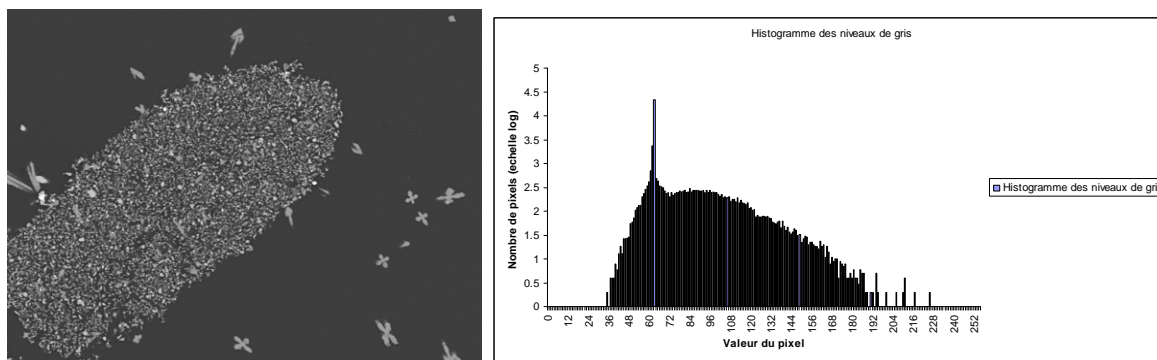 Histogramme des niveaux de gris
Nombre de pixels (echelle log)
5
4.5
4
3.5
3
2.5
2
1.5
1
0.5
0
0 12 24 36 48 60 72 84 96 108 120 132 144 156 168 180 192 204 216 228 240 252
Valeur du pixel
Histogramme des niveaux de gris